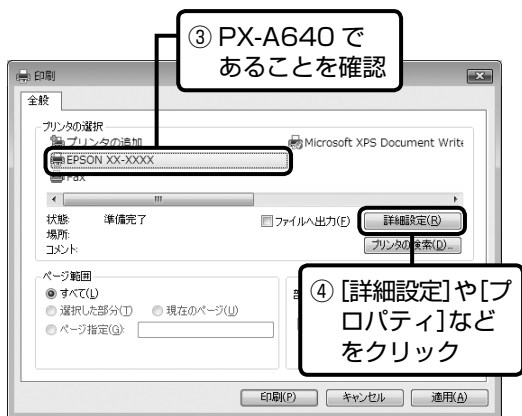 ③ PX-A640 で
あることを確認
印刷
全般
プリンタの選択
プリンタの追加
Microsoft XPS Document Write
EPSON XX-XXXX
Fax
状態: 準備完了
ファイルへ出力(F)
詳細設定(R)
場所:
コメント:
プリンタの検索(D)...
ページ範囲
すべて(L)
選択した部分(T)
現在のページ(U)
ページ指定(G):
④ [詳細設定]や[プ
ロパティ]など
をクリック
印刷(P)
キャンセル
適用(A)